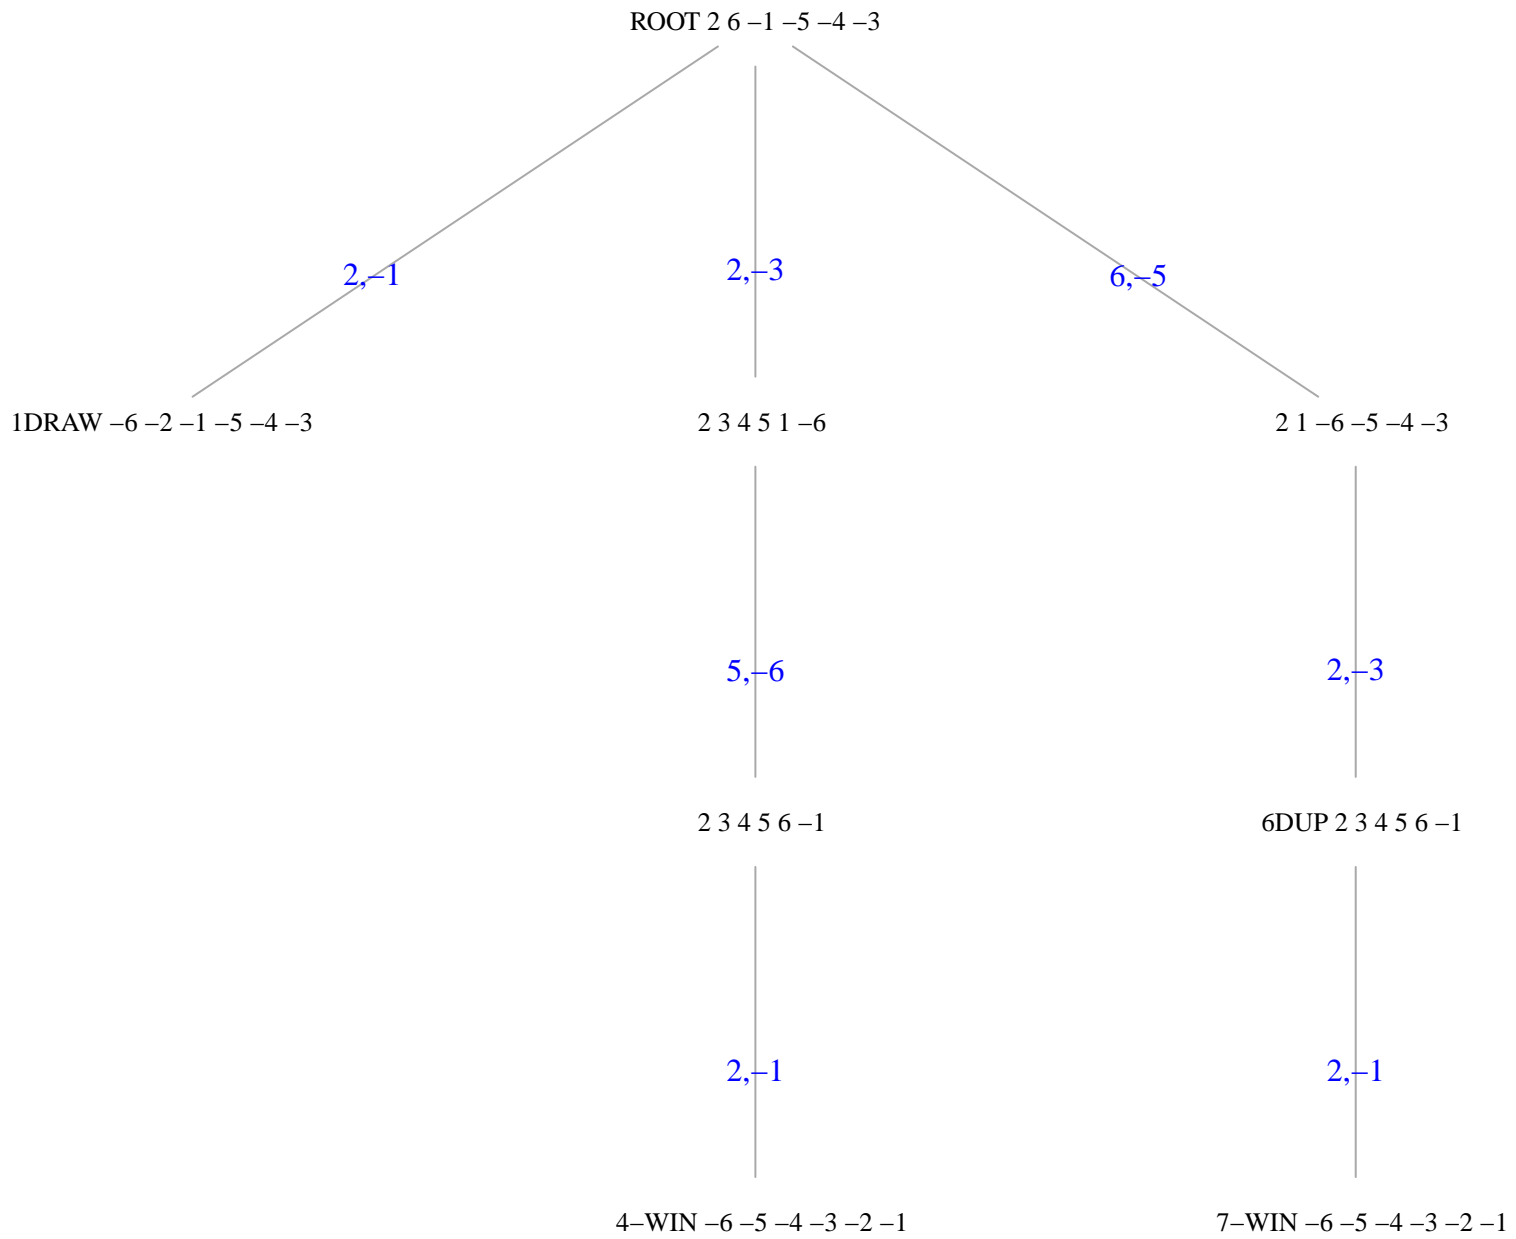 ROOT 2 6 –1 –5 –4 –3
2,–1
2,–3
6,–5
1DRAW –6 –2 –1 –5 –4 –3
2 3 4 5 1 –6
2 1 –6 –5 –4 –3
5,–6
2,–3
2 3 4 5 6 –1
6DUP 2 3 4 5 6 –1
2,–1
2,–1
4–WIN –6 –5 –4 –3 –2 –1
7–WIN –6 –5 –4 –3 –2 –1